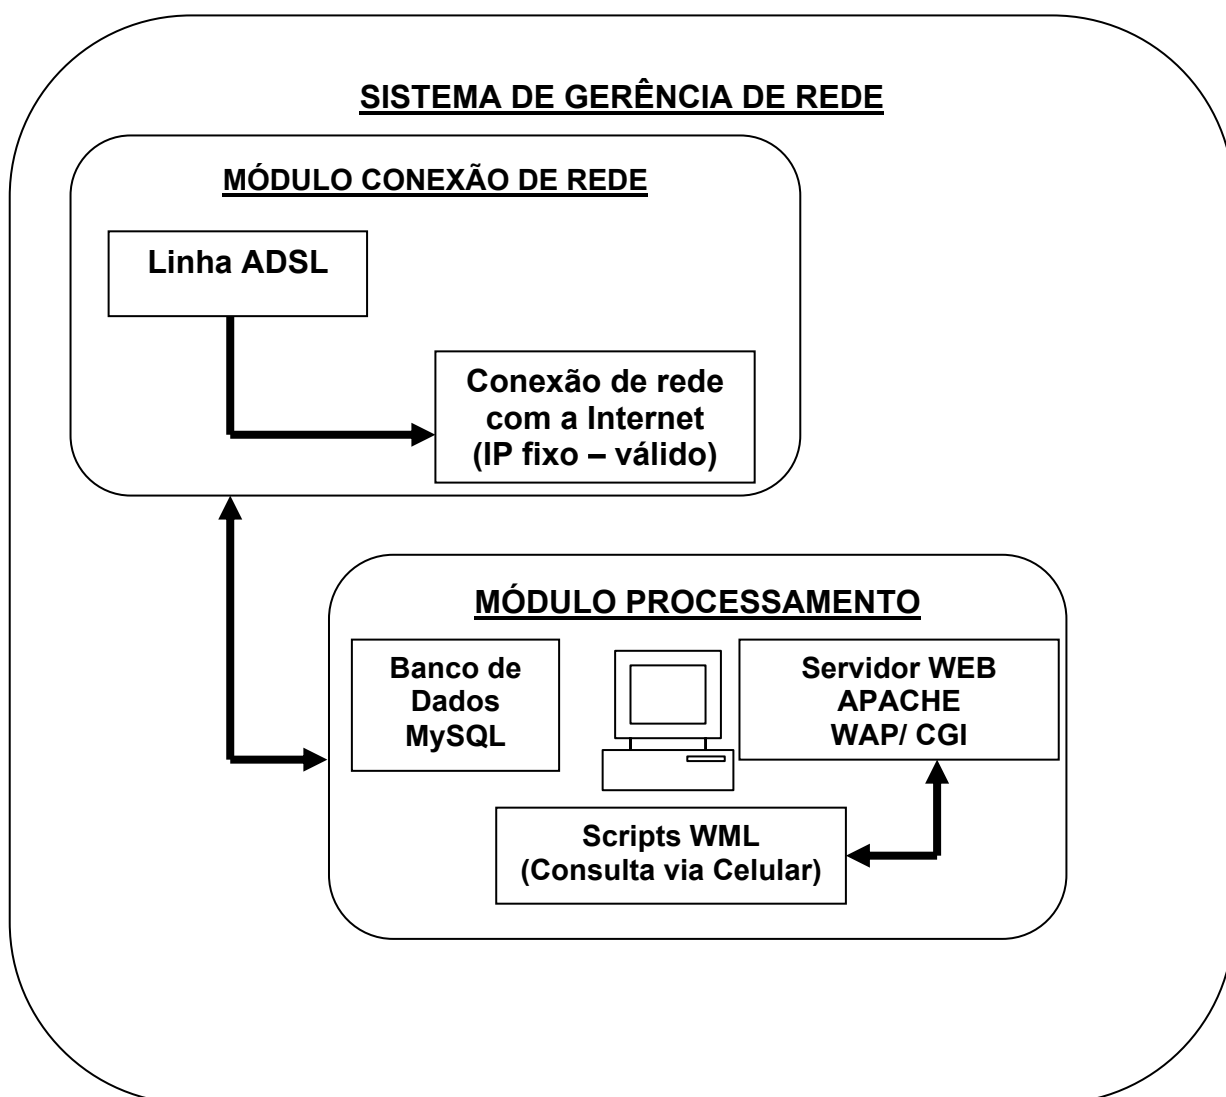 SISTEMA DE GERÊNCIA DE REDE
MÓDULO CONEXÃO DE REDE
Linha ADSL
Conexão de rede
com a Internet
(IP fixo – válido)
MÓDULO PROCESSAMENTO
Banco de
Dados
MySQL
Servidor WEB
APACHE
WAP/ CGI
Scripts WML
(Consulta via Celular)